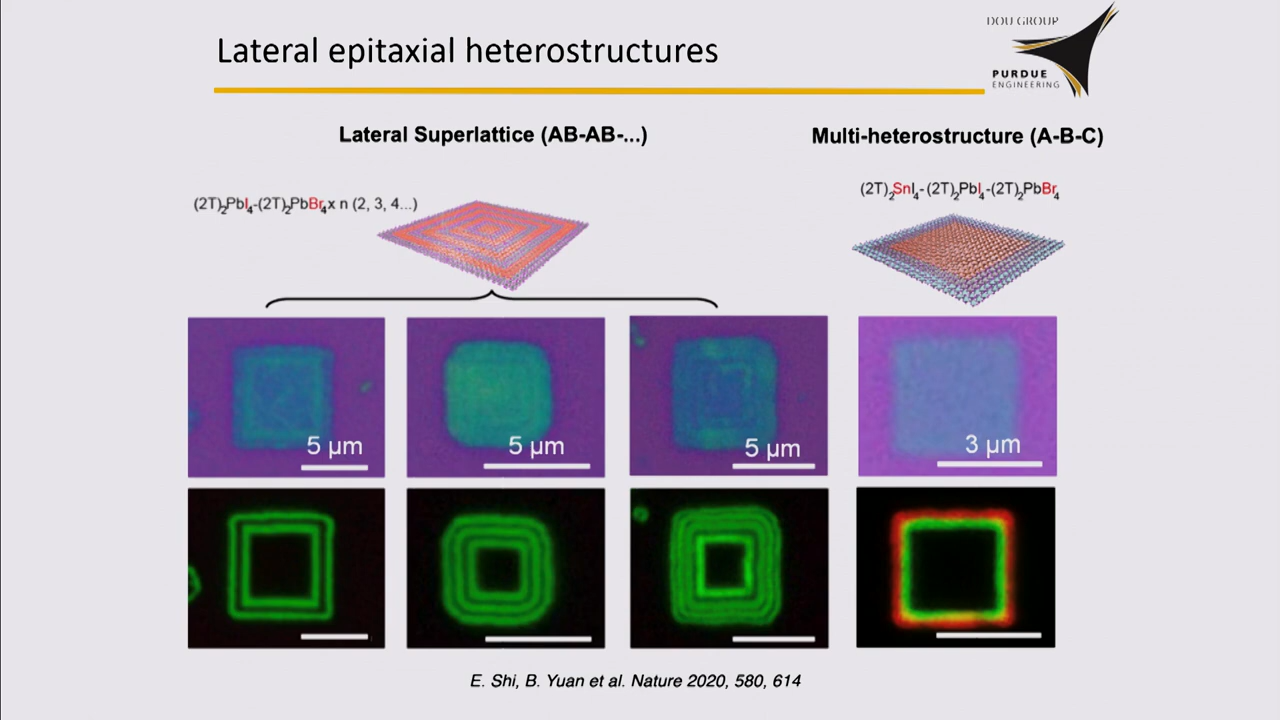 DOU GROUP
Lateral epitaxial heterostructures
PURDUE
ENGINEERING
Lateral Superlattice (AB-AB-...)
Multi-heterostructure (A-B-C)
(2T)₂PbI₄-(2T)₂PbBr₄ x n (2, 3, 4...)
(2T)₂SnI₄-(2T)₂PbI₄-(2T)₂PbBr₄
5 μm
5 μm
5 μm
3 μm
E. Shi, B. Yuan et al. Nature 2020, 580, 614